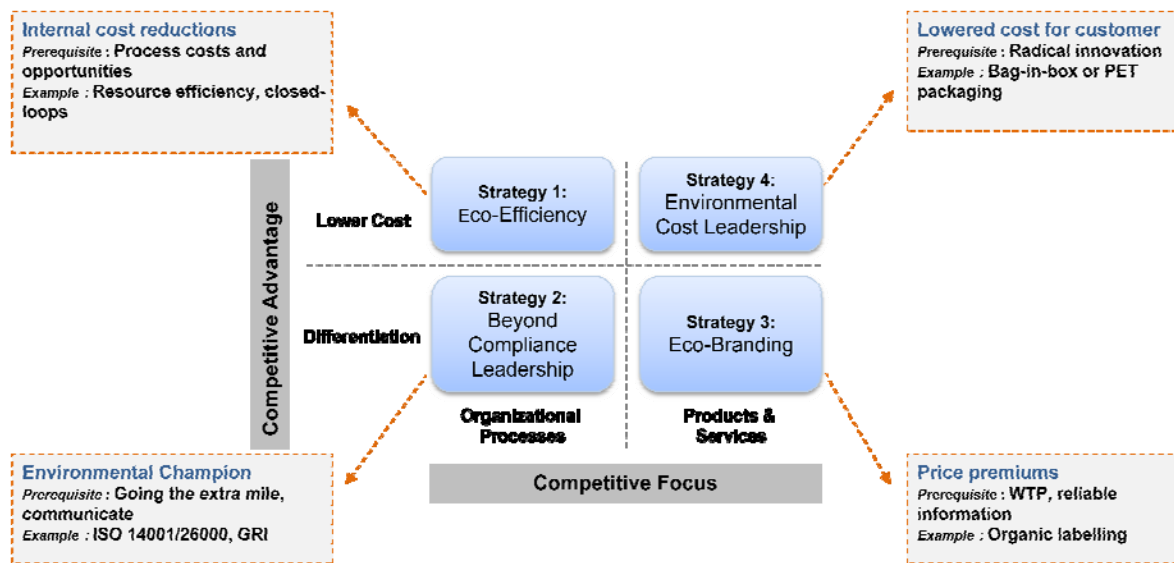 Internal cost reductions
Prerequisite : Process costs and
opportunities
Example : Resource efficiency, closed-
loops
Lowered cost for customer
Prerequisite : Radical innovation
Example : Bag-in-box or PET
packaging
Competitive Advantage
Lower Cost
Strategy 1:
Eco-Efficiency
Strategy 4:
Environmental
Cost Leadership
Differentiation
Strategy 2:
Beyond
Compliance
Leadership
Strategy 3:
Eco-Branding
Organizational
Processes
Products &
Services
Competitive Focus
Environmental Champion
Prerequisite : Going the extra mile,
communicate
Example : ISO 14001/26000, GRI
Price premiums
Prerequisite : WTP, reliable
information
Example : Organic labelling